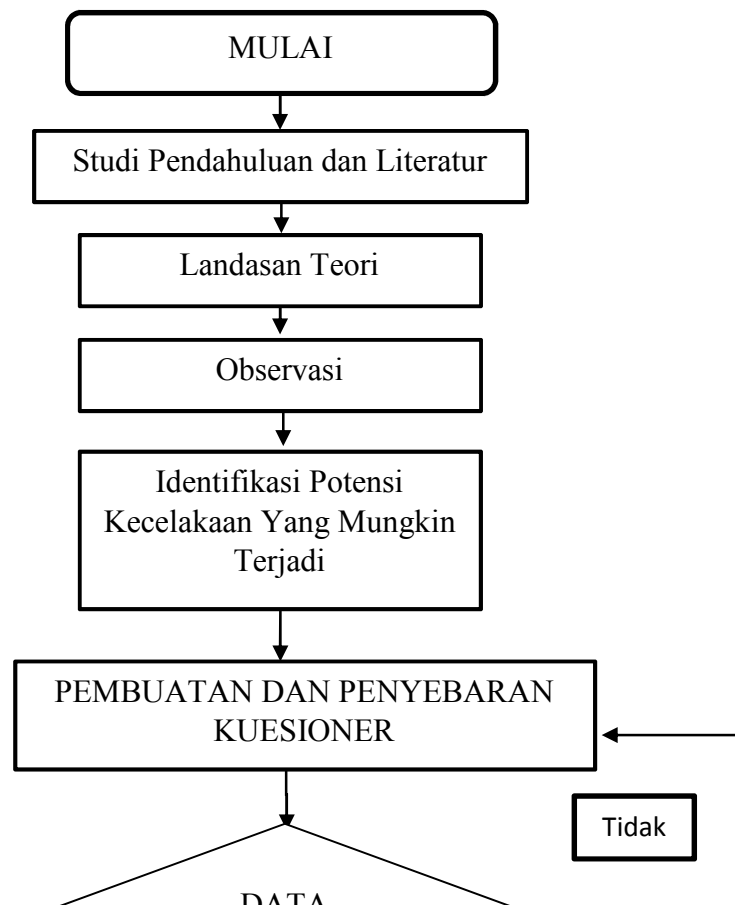 MULAI
Studi Pendahuluan dan Literatur
Landasan Teori
Observasi
Identifikasi Potensi
Kecelakaan Yang Mungkin
Terjadi
PEMBUATAN DAN PENYEBARAN
KUESIONER
Tidak
DATA